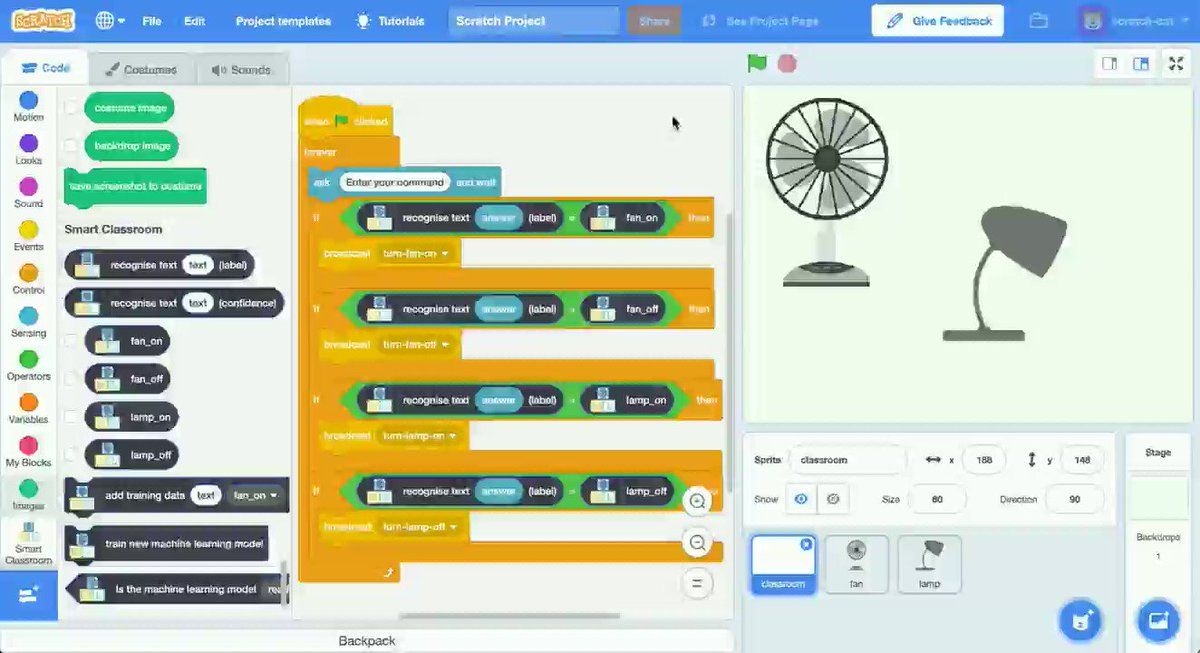 SCRATCH File Edit Project templates Tutorials Scratch Project Share See Project Page Give Feedback scratch-cat
Code Costumes Sounds
Motion
Looks
Sound
Events
Control
Sensing
Operators
Variables
My Blocks
Images
Smart Classroom
costume image
backdrop image
save screenshot to costume
Smart Classroom
recognise text text (label)
recognise text text (confidence)
fan_on
fan_off
lamp_on
lamp_off
add training data text fan_on
train new machine learning model
Is the machine learning model rea
when clicked
forever
ask Enter your command and wait
if recognise text answer (label) = fan_on then
broadcast turn-fan-on
if recognise text answer (label) = fan_off then
broadcast turn-fan-off
if recognise text answer (label) = lamp_on then
broadcast turn-lamp-on
if recognise text answer (label) = lamp_off
broadcast turn-lamp-off
Backpack
Sprite classroom x 188 y 148
Show Size 80 Direction 90
classroom fan lamp
Stage
Backdrops
1